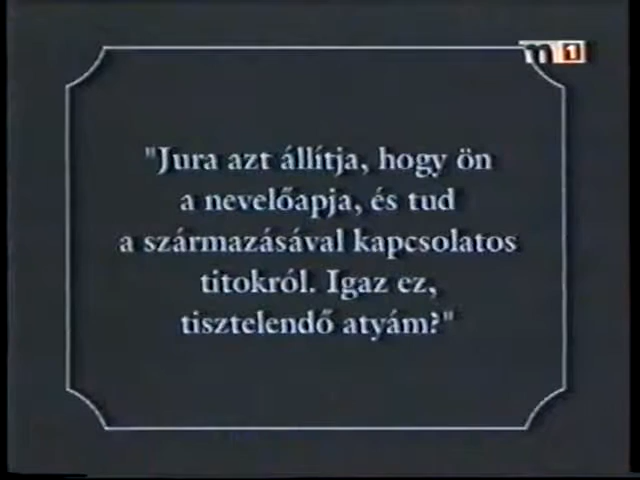 m1
"Jura azt állítja, hogy ön
a nevelőapja, és tud
a származásával kapcsolatos
titokról. Igaz ez,
tisztelendő atyám?"